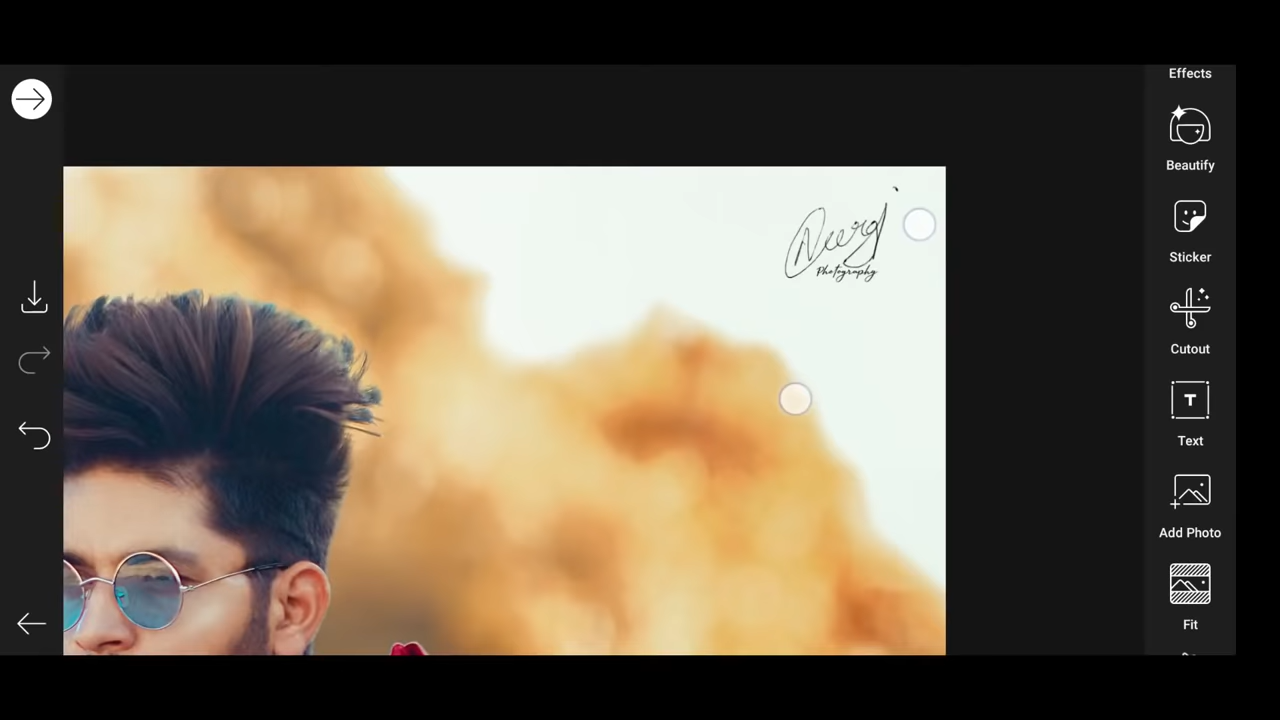 Effects
Beautify
Sticker
Cutout
T
Text
Add Photo
Fit
Photography